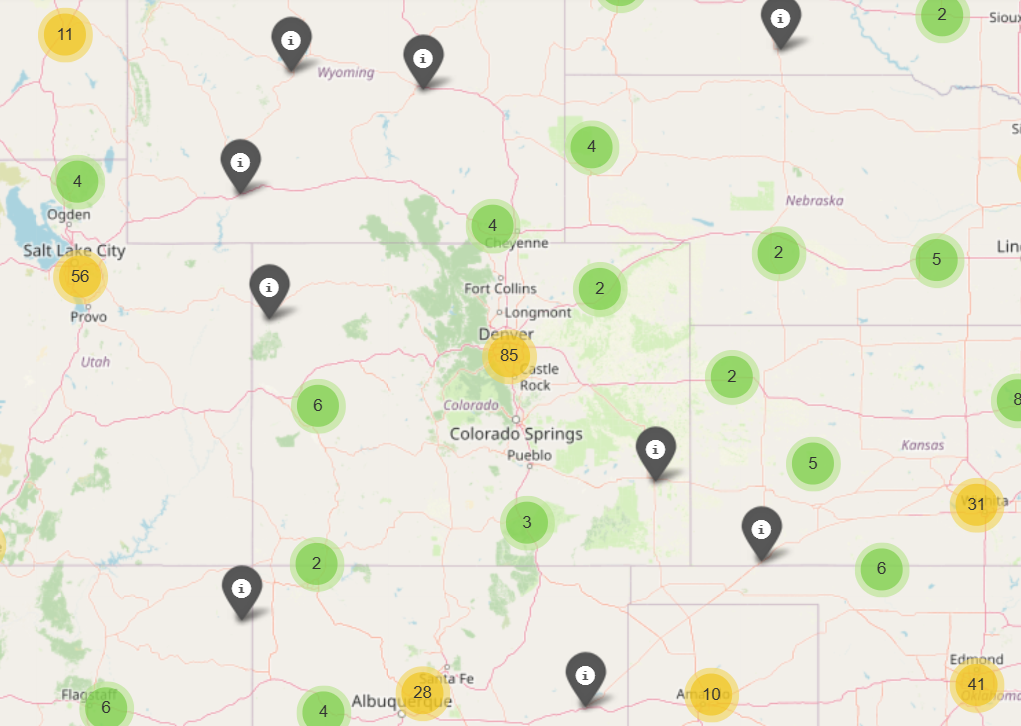 11
i
i
Wyoming
i
2
Sioux
4
4
Ogden
i
Nebraska
4
Cheyenne
Salt Lake City
56
Provo
2
5
Lin
i
Fort Collins
2
Longmont
Denver
85
Castle
Rock
Utah
2
6
Colorado
8
Colorado Springs
Pueblo
i
Kansas
5
31
3
i
2
6
i
Edmond
Santa Fe
i
41
Oklahoma
Flagstaff
6
4
28
Albuquerque
10